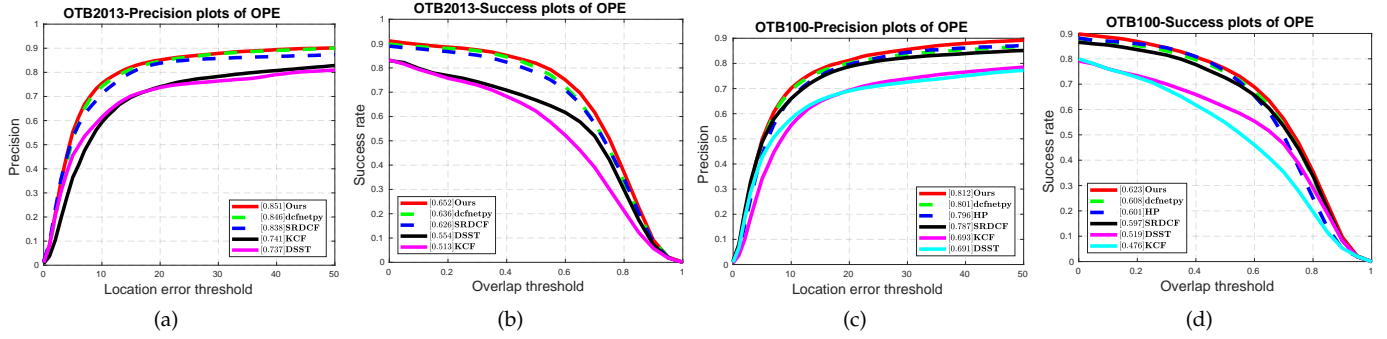 OTB2013-Precision plots of OPE
Precision
1
0.9
0.8
0.7
0.6
0.5
0.4
0.3
0.2
0.1
0
[0.851]Ours
[0.846]dcfnetpy
[0.838]SRDCF
[0.741]KCF
[0.737]DSST
0 10 20 30 40 50
Location error threshold
(a)
OTB2013-Success plots of OPE
Success rate
1
0.9
0.8
0.7
0.6
0.5
0.4
0.3
0.2
0.1
0
[0.652]Ours
[0.636]dcfnetpy
[0.626]SRDCF
[0.554]DSST
[0.513]KCF
0 0.2 0.4 0.6 0.8 1
Overlap threshold
(b)
OTB100-Precision plots of OPE
Precision
0.9
0.8
0.7
0.6
0.5
0.4
0.3
0.2
0.1
0
[0.812]Ours
[0.801]dcfnetpy
[0.796]HP
[0.787]SRDCF
[0.693]KCF
[0.691]DSST
0 10 20 30 40 50
Location error threshold
(c)
OTB100-Success plots of OPE
Success rate
0.9
0.8
0.7
0.6
0.5
0.4
0.3
0.2
0.1
0
[0.623]Ours
[0.608]dcfnetpy
[0.601]HP
[0.597]SRDCF
[0.519]DSST
[0.476]KCF
0 0.2 0.4 0.6 0.8 1
Overlap threshold
(d)